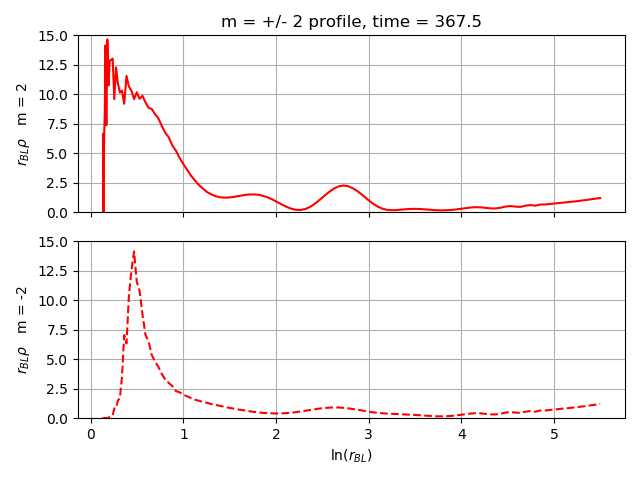 m = +/- 2 profile, time = 367.5
15.0
12.5
10.0
7.5
5.0
2.5
0.0
r_{BL}ρ   m = 2
15.0
12.5
10.0
7.5
5.0
2.5
0.0
r_{BL}ρ   m = -2
0 1 2 3 4 5
ln(r_{BL})